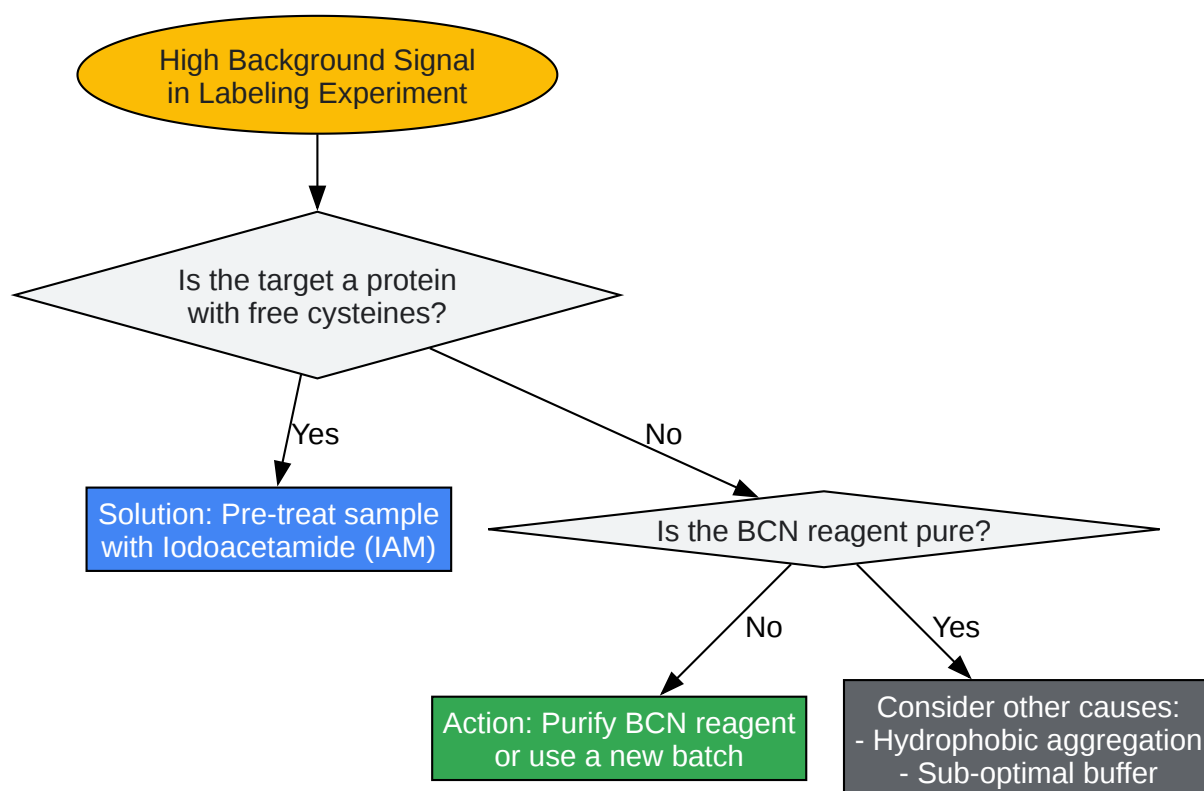 High Background Signal
in Labeling Experiment
Is the target a protein
with free cysteines?
Yes
No
Solution: Pre-treat sample
with Iodoacetamide (IAM)
Is the BCN reagent pure?
No
Yes
Action: Purify BCN reagent
or use a new batch
Consider other causes:
- Hydrophobic aggregation
- Sub-optimal buffer